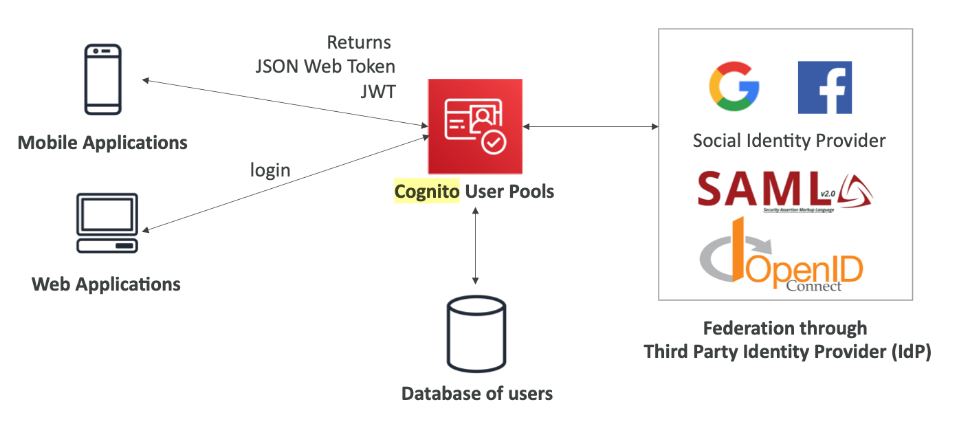 Returns
JSON Web Token
JWT
Mobile Applications
login
Cognito User Pools
Web Applications
Database of users
Social Identity Provider
SAML v2.0
Security Assertion Markup Language
OpenID
Connect
Federation through
Third Party Identity Provider (IdP)